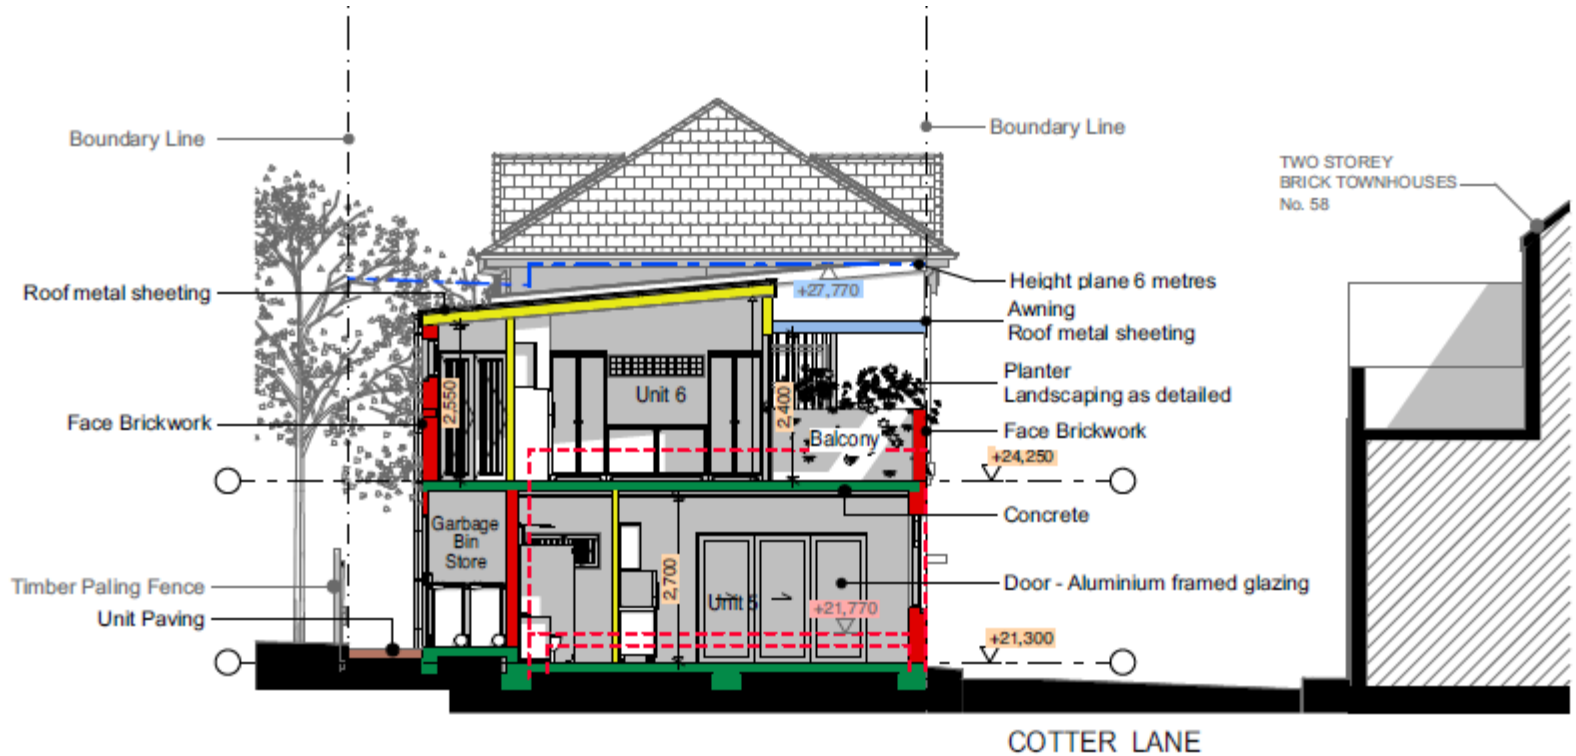 Boundary Line
Boundary Line
TWO STOREY
BRICK TOWNHOUSES
No. 58
Roof metal sheeting
+27,770
Height plane 6 metres
Awning
Roof metal sheeting
Planter
Landscaping as detailed
2,550
Unit 6
2,400
Face Brickwork
Balcony
Face Brickwork
+24,250
Concrete
Garbage
Bin
Store
2,700
Timber Paling Fence
Unit Paving
Unit 5
+21,770
Door - Aluminium framed glazing
+21,300
COTTER LANE